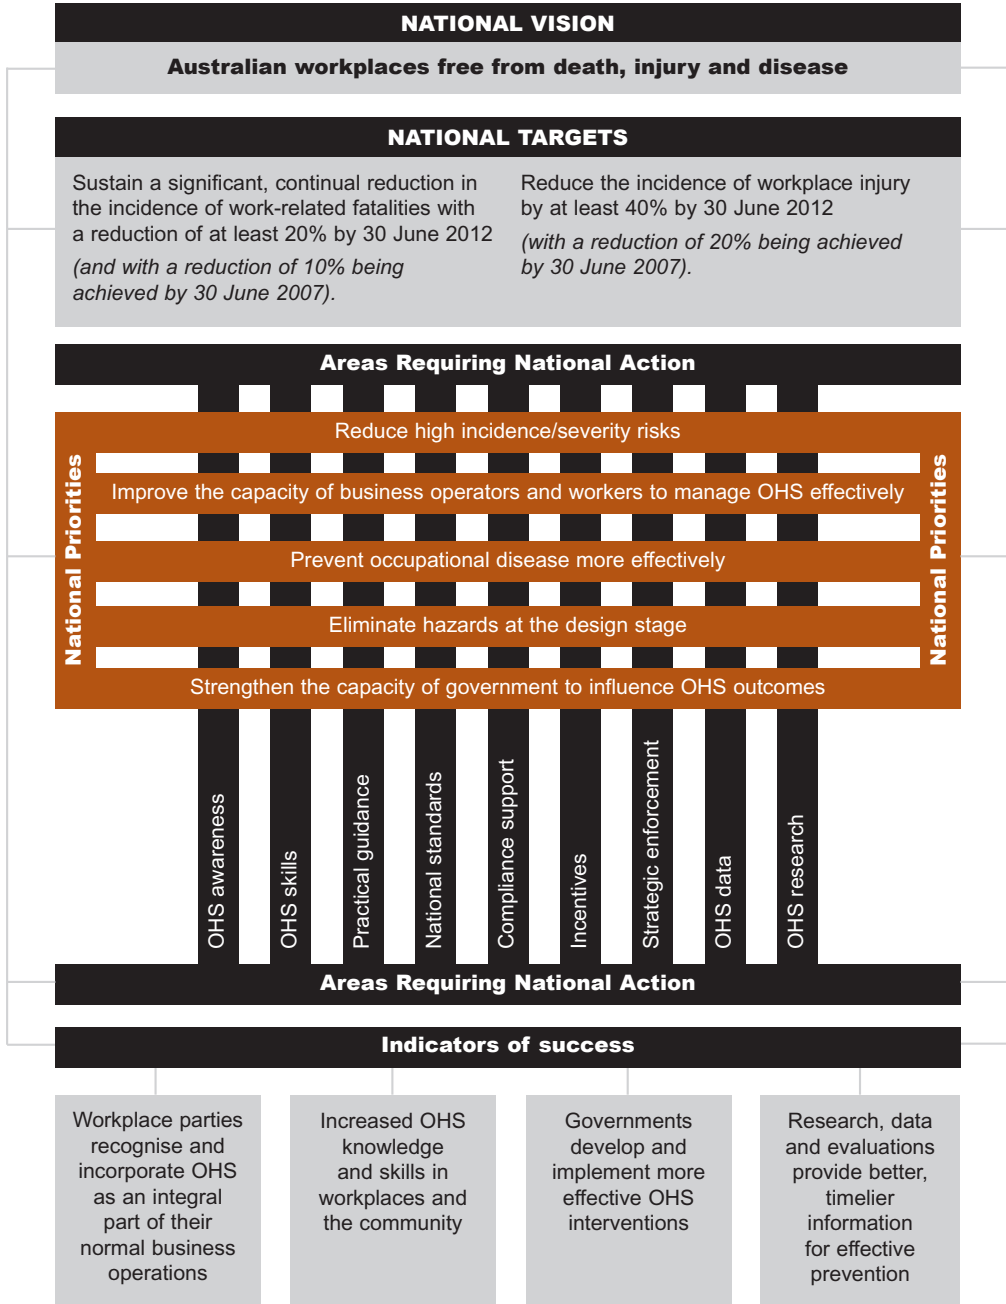 NATIONAL VISION
Australian workplaces free from death, injury and disease
NATIONAL TARGETS
Sustain a significant, continual reduction in
the incidence of work-related fatalities with
a reduction of at least 20% by 30 June 2012
(and with a reduction of 10% being
achieved by 30 June 2007).
Reduce the incidence of workplace injury
by at least 40% by 30 June 2012
(with a reduction of 20% being achieved
by 30 June 2007).
Areas Requiring National Action
National Priorities
Reduce high incidence/severity risks
Improve the capacity of business operators and workers to manage OHS effectively
Prevent occupational disease more effectively
Eliminate hazards at the design stage
Strengthen the capacity of government to influence OHS outcomes
National Priorities
OHS awareness
OHS skills
Practical guidance
National standards
Compliance support
Incentives
Strategic enforcement
OHS data
OHS research
Areas Requiring National Action
Indicators of success
Workplace parties
recognise and
incorporate OHS
as an integral
part of their
normal business
operations
Increased OHS
knowledge
and skills in
workplaces and
the community
Governments
develop and
implement more
effective OHS
interventions
Research, data
and evaluations
provide better,
timelier
information
for effective
prevention